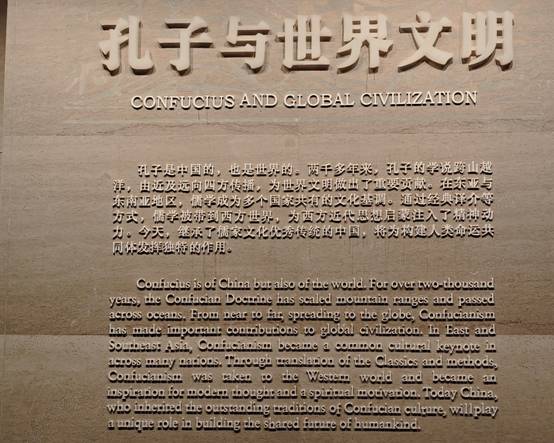 孔子与世界文明
CONFUCIUS AND GLOBAL CIVILIZATION
孔子是中国的，也是世界的。两千多年来，孔子的学说跨山越
洋，由近及远向四方传播，为世界文明做出了重要贡献。在东亚与
东南亚地区，儒学成为多个国家共有的文化基调。通过经典译介等
方式，儒学被带到西方世界，为西方近代思想启蒙注入了精神动
力。今天，继承了儒家文化优秀传统的中国，将为构建人类命运共
同体发挥独特的作用。
Confucius is of China but also of the world. For over two-thousand
years, the Confucian Doctrine has scaled mountain ranges and passed
across oceans. From near to far, spreading to the globe, Confucianism
has made important contributions to global civilization. In East and
Southeast Asia, Confucianism became a common cultural keynote in
across many nations. Through translation of the Classics and methods,
Confucianism was taken to the Western world and became an
inspiration for modern thought and a spiritual motivation. Today China,
who inherited the outstanding traditions of Confucian culture, will play
a unique role in building the shared future of humankind.